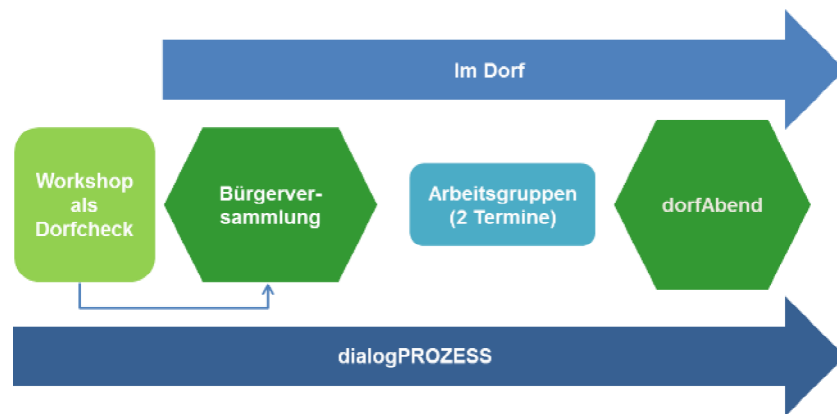 Im Dorf
Workshop
als
Dorfcheck
Bürgerver-
sammlung
Arbeitsgruppen
(2 Termine)
dorfAbend
dialogPROZESS